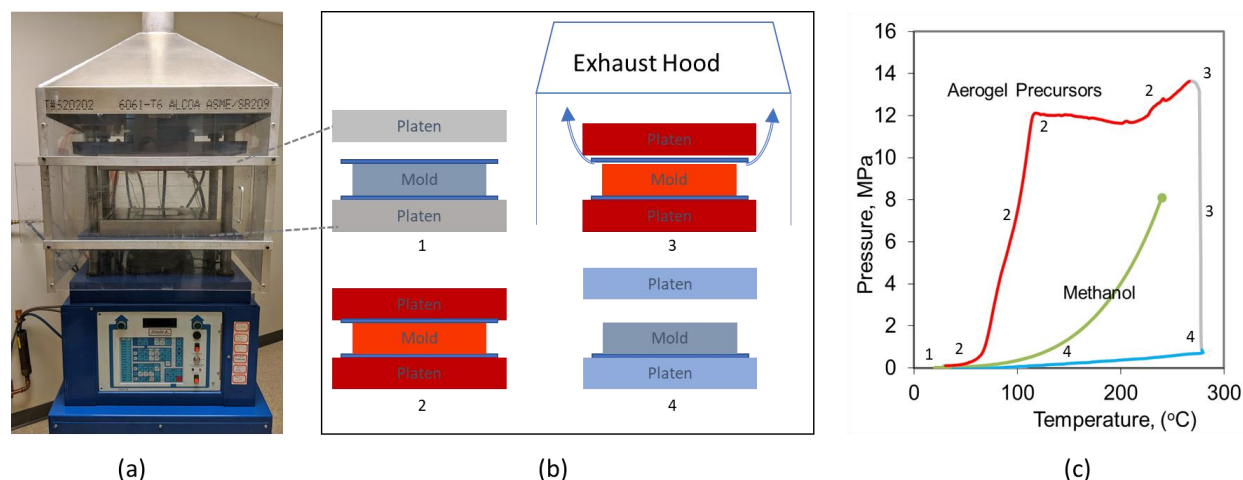 T#520202 6061-T6 ALCOA ASME/SB209
Platen
Mold
Platen
1
Exhaust Hood
Platen
Mold
Platen
3
Platen
Mold
Platen
2
Platen
Mold
Platen
4
16
14
12
10
8
6
4
2
0
Pressure, MPa
Aerogel Precursors
2
3
2
2
3
Methanol
1
2
4
4
0
100
200
300
Temperature, (°C)
(a)
(b)
(c)